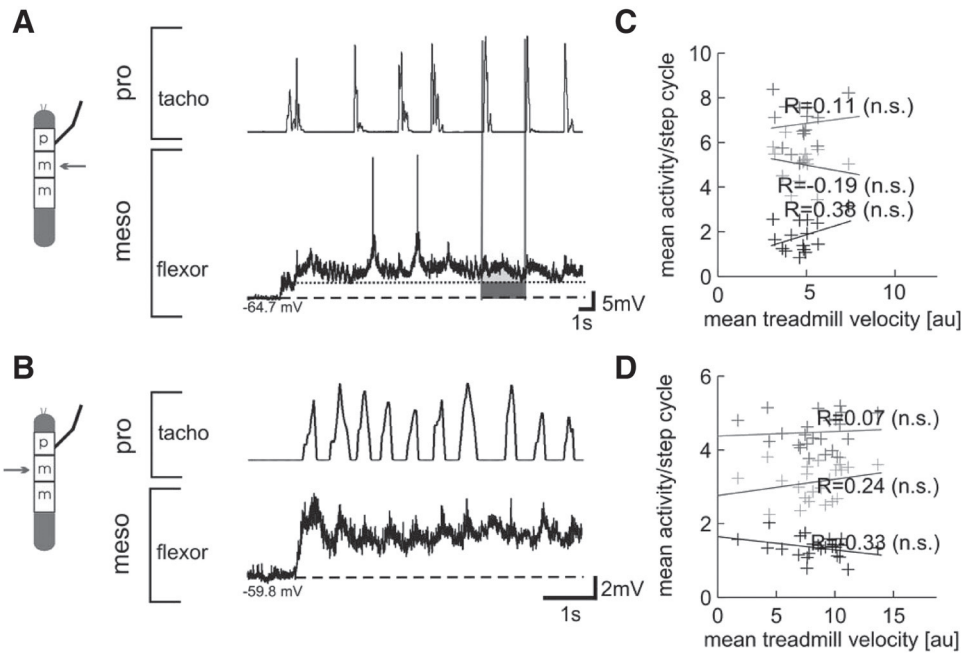 A
pro
tacho
p
m
m
meso
flexor
-64.7 mV
5mV
1s
C
mean activity/step cycle
10
8
6
4
2
0
R=0.11 (n.s.)
R=-0.19 (n.s.)
R=0.38 (n.s.)
0
5
10
mean treadmill velocity [au]
B
pro
tacho
p
m
m
meso
flexor
-59.8 mV
2mV
1s
D
mean activity/step cycle
6
4
2
0
R=0.07 (n.s.)
R=0.24 (n.s.)
0.33 (n.s.)
0
5
10
15
mean treadmill velocity [au]